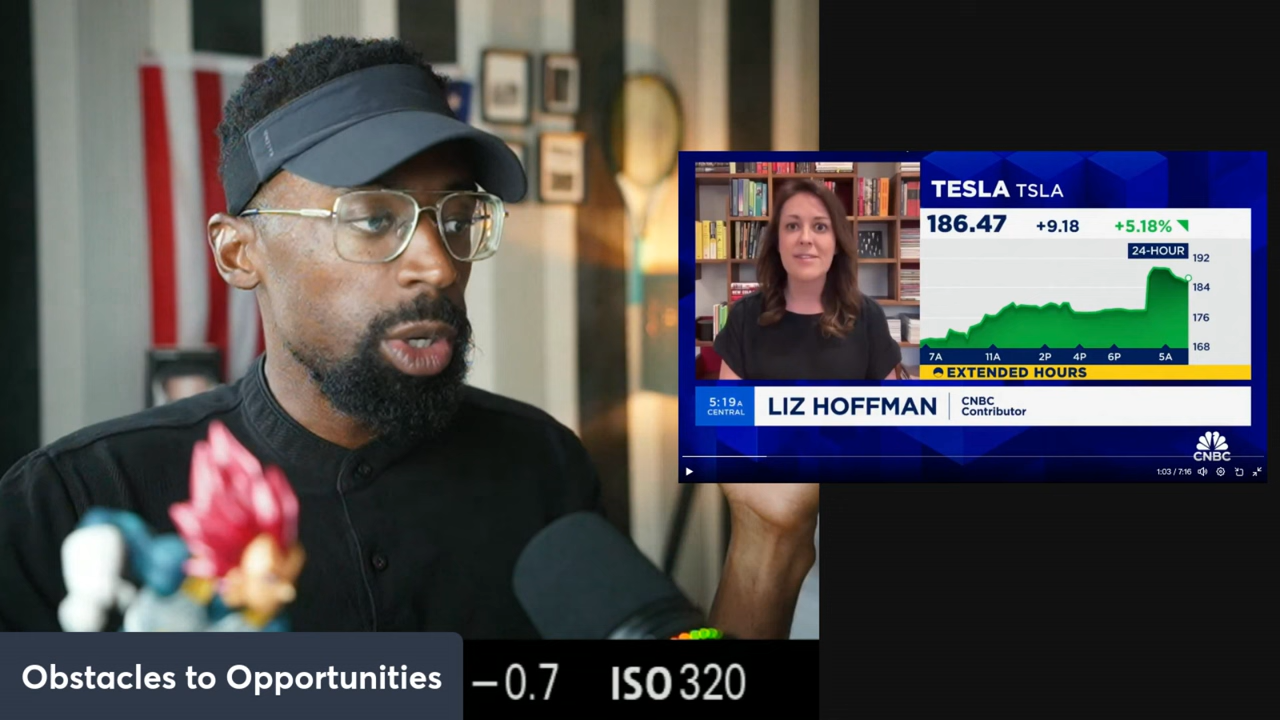 TESLA TSLA
186.47 +9.18 +5.18%
24-HOUR
192
184
176
168
7A 11A 2P 4P 6P 5A
EXTENDED HOURS
5:19A
CENTRAL
LIZ HOFFMAN
CNBC
Contributor
CNBC
1:03 / 7:16
Obstacles to Opportunities
–0.7 ISO 320